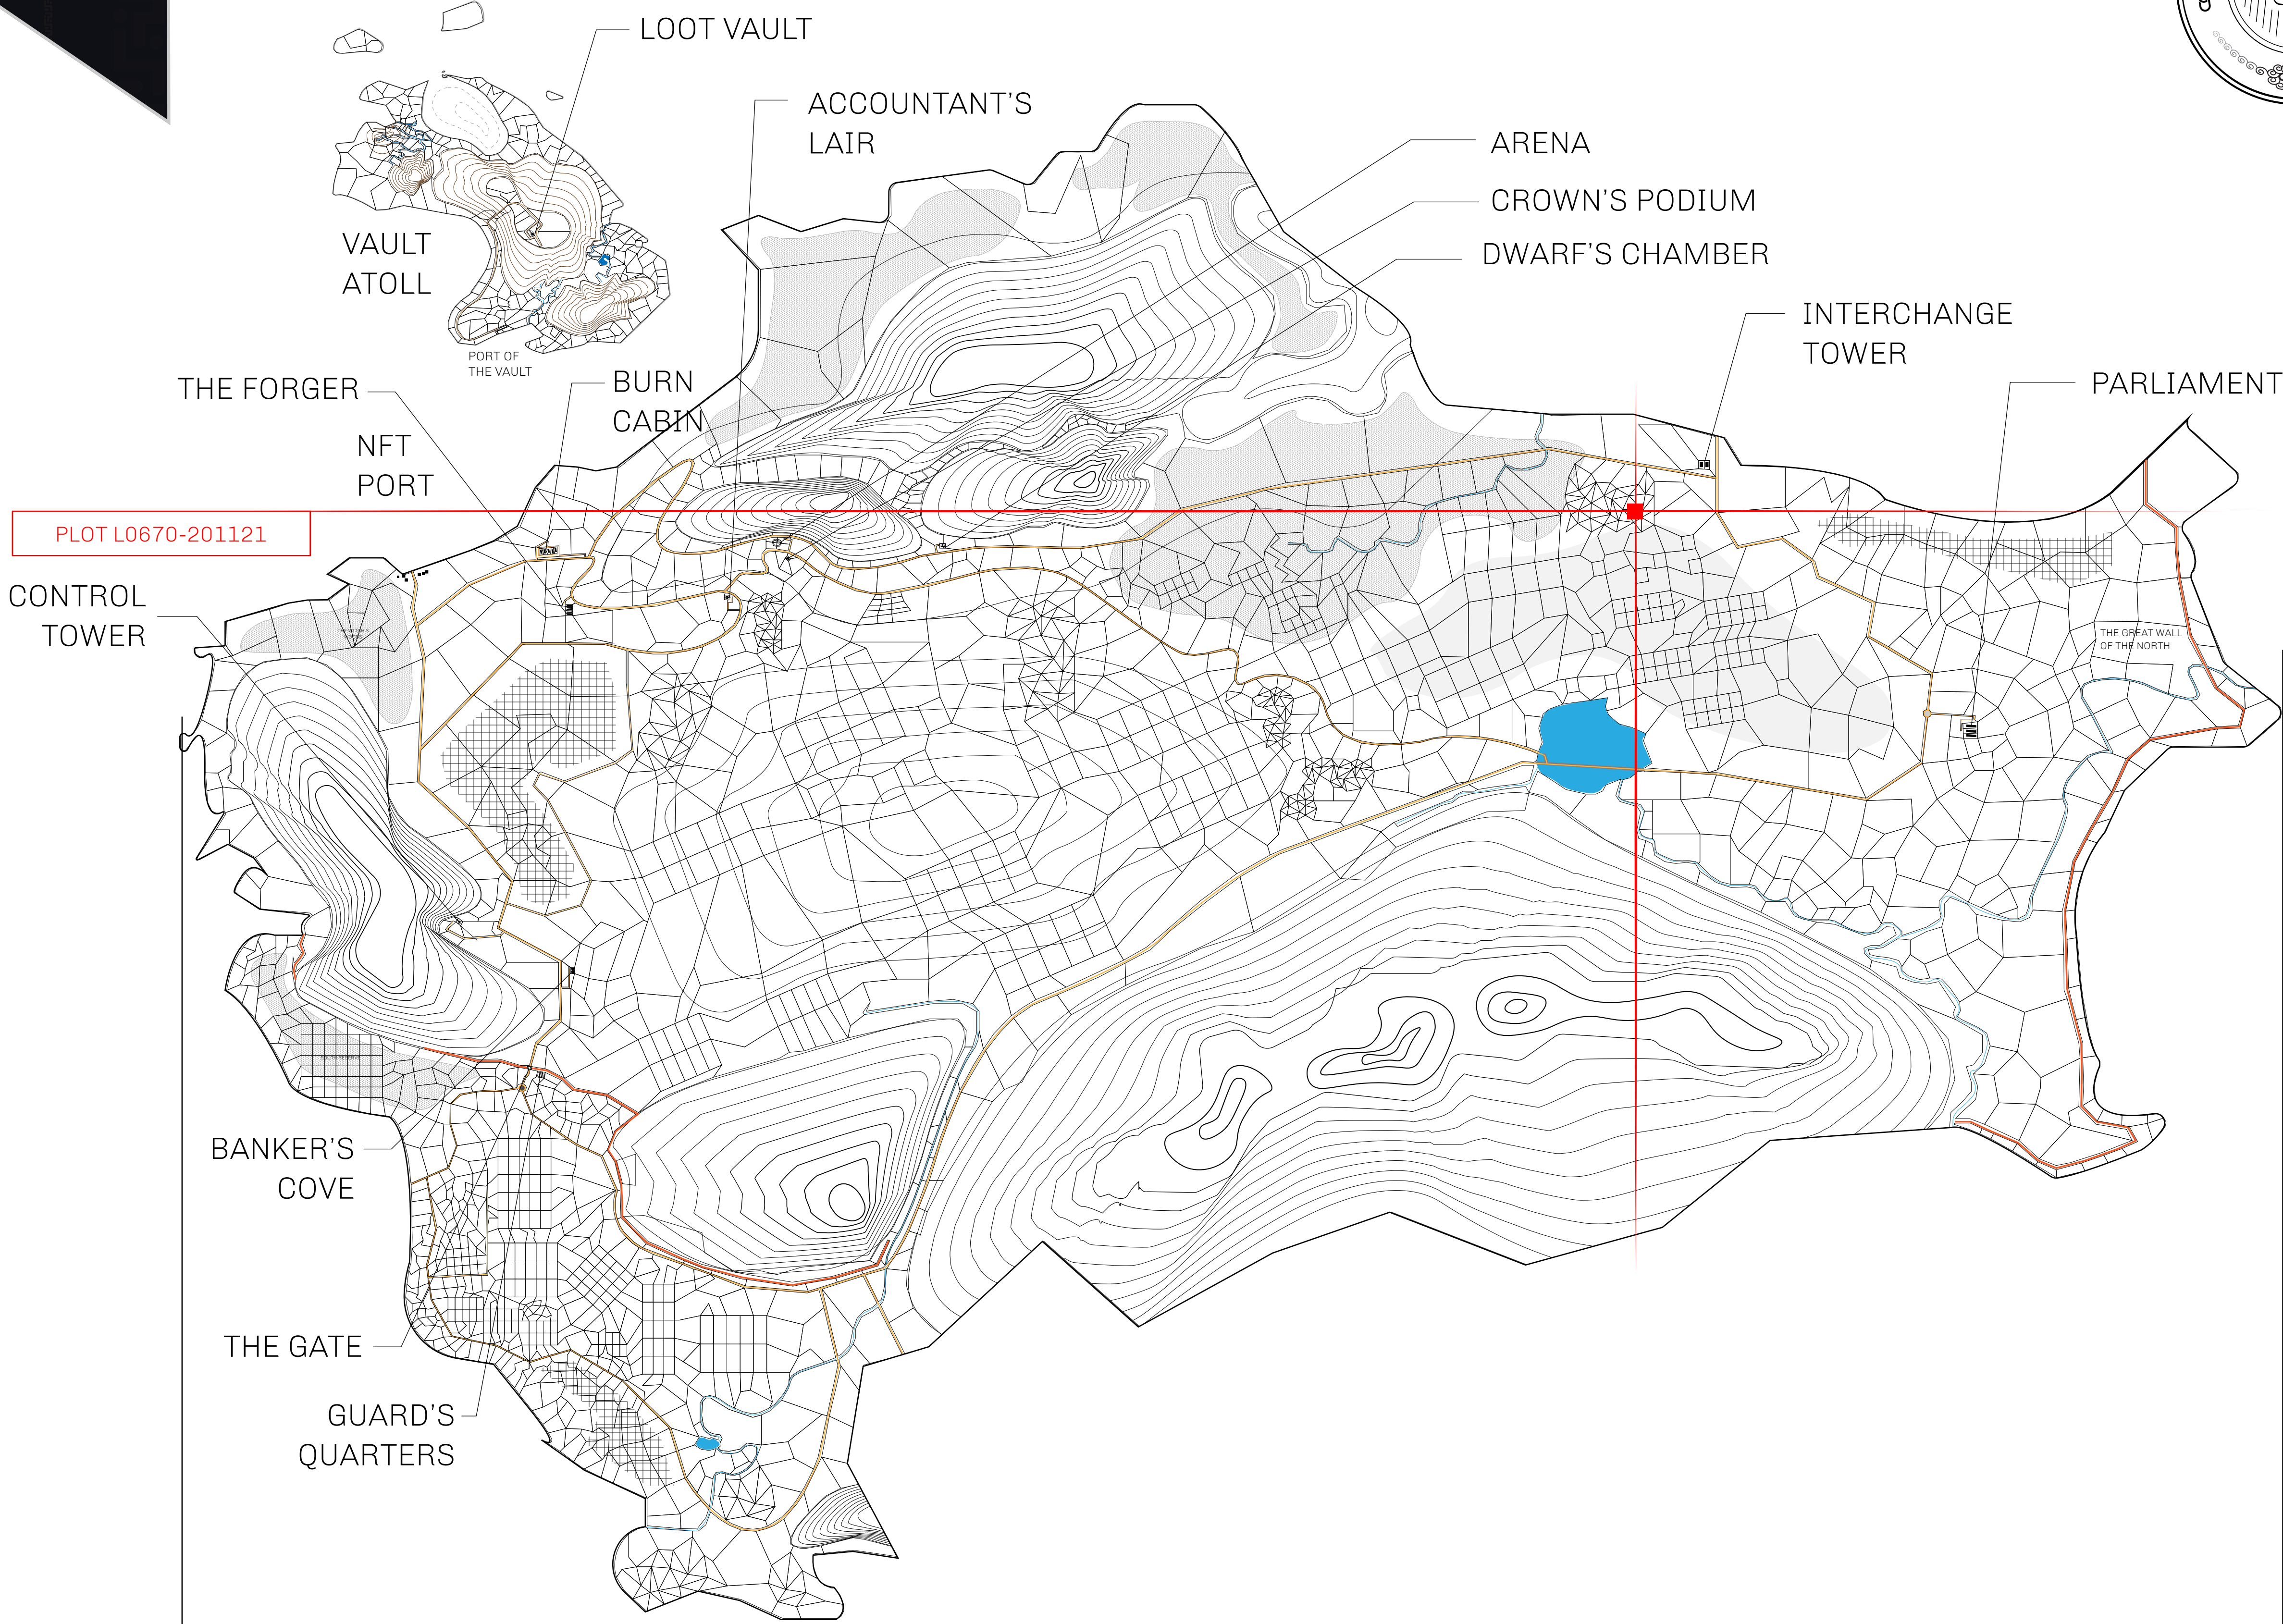 LOOT VAULT
ACCOUNTANT'S
LAIR
ARENA
CROWN'S PODIUM
DWARF'S CHAMBER
VAULT
ATOLL
INTERCHANGE
TOWER
PORT OF
THE VAULT
PARLIAMENT
THE FORGER
BURN
CABIN
NFT
PORT
PLOT L0670-201121
CONTROL
TOWER
THE GREAT WALL
OF THE NORTH
SOUTH RESERVE
BANKER'S
COVE
THE GATE
GUARD'S
QUARTERS